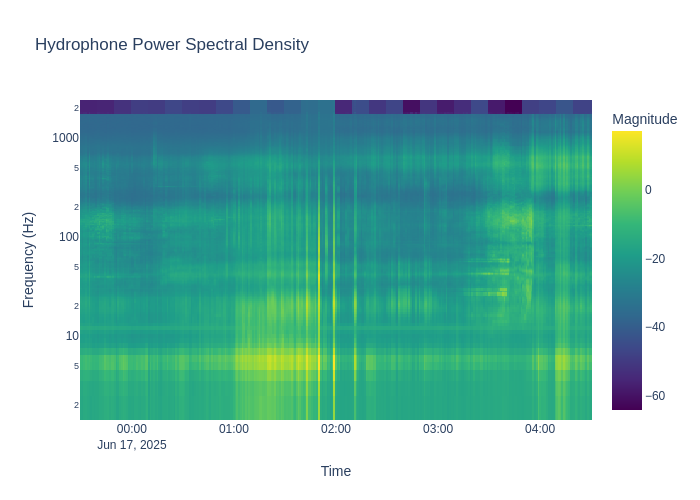 Hydrophone Power Spectral Density
Magnitude
0
−20
−40
−60
Frequency (Hz)
2
1000
5
2
100
5
2
10
5
2
00:00 01:00 02:00 03:00 04:00
Jun 17, 2025
Time